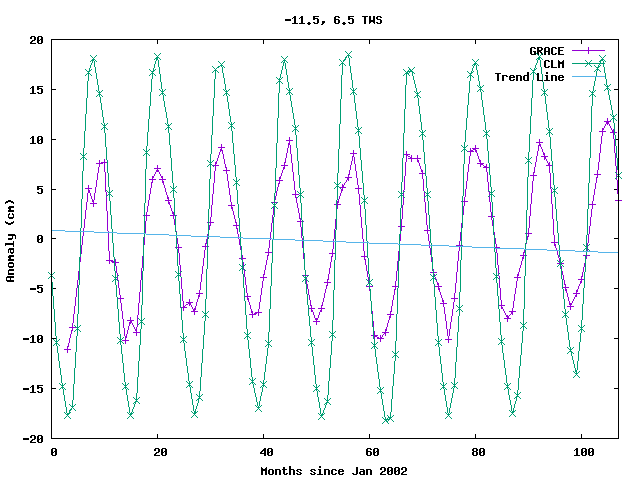 -11.5, 6.5 TWS
GRACE
CLM
Trend Line
20
15
10
5
0
-5
-10
-15
-20
Anomaly (cm)
0 20 40 60 80 100
Months since Jan 2002